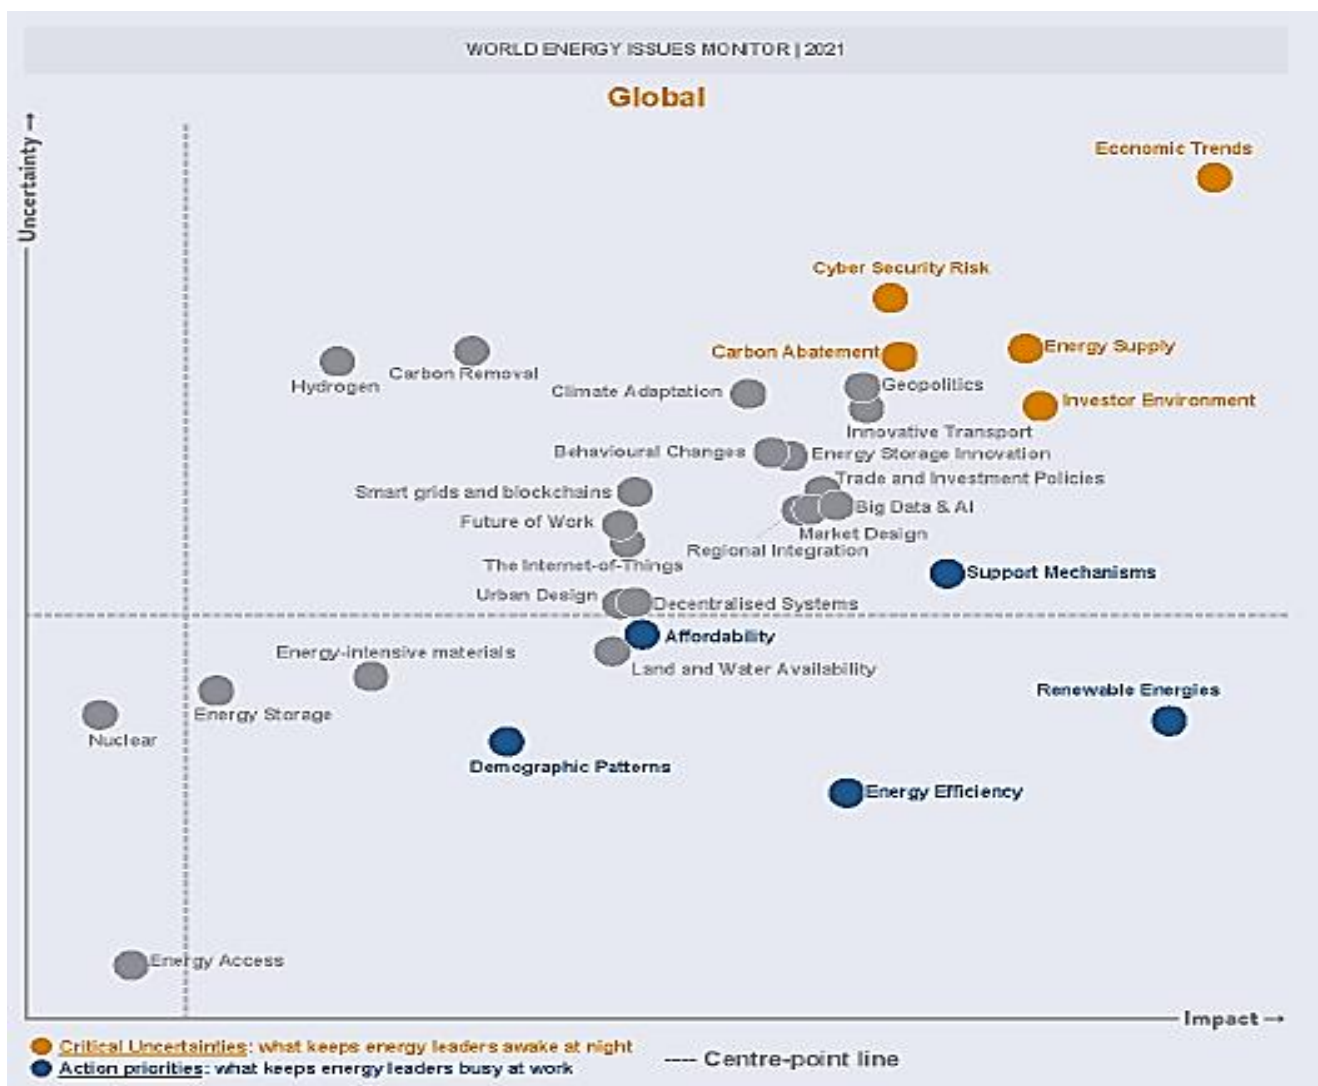 WORLD ENERGY ISSUES MONITOR | 2021
Global
Uncertainty →
Economic Trends
Cyber Security Risk
Carbon Abatement
Energy Supply
Hydrogen
Carbon Removal
Climate Adaptation
Geopolitics
Investor Environment
Innovative Transport
Behavioural Changes
Energy Storage Innovation
Trade and Investment Policies
Smart grids and blockchains
Big Data & AI
Future of Work
Market Design
Regional Integration
The Internet-of-Things
Support Mechanisms
Urban Design
Decentralised Systems
Affordability
Energy-intensive materials
Land and Water Availability
Renewable Energies
Energy Storage
Nuclear
Demographic Patterns
Energy Efficiency
Energy Access
Impact →
Critical Uncertainties: what keeps energy leaders awake at night
---- Centre-point line
Action priorities: what keeps energy leaders busy at work